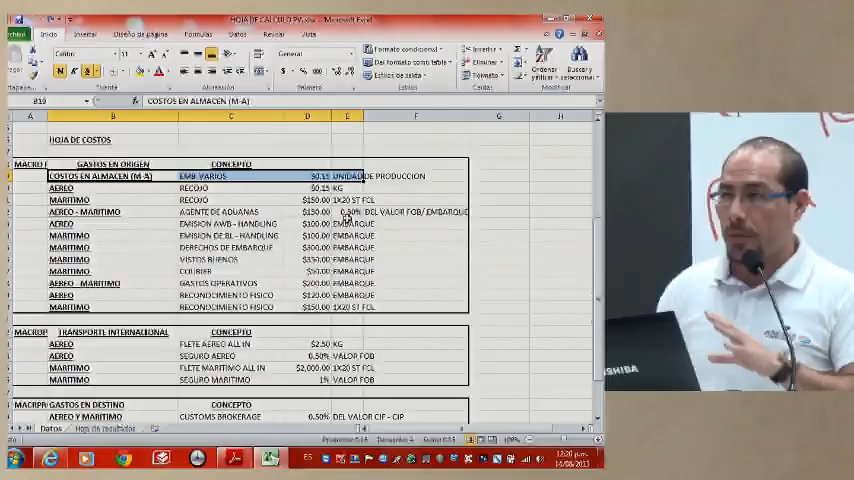 HOJA DE CALCULO PV.xlsx - Microsoft Excel
Archivo Inicio Insertar Diseño de página Fórmulas Datos Revisar Vista
Calibri 11 General Formato condicional Insertar
Dar formato como tabla Eliminar Ordenar Buscar y
N K S $ % Estilos de celda Formato y filtrar seleccionar
Portapapeles Fuente Alineación Número Estilos Celdas Modificar
B19 fx COSTOS EN ALMACEN (M-A)
A B C D E F G H
HOJA DE COSTOS
GASTOS EN ORIGEN CONCEPTO
COSTOS EN ALMACEN (M-A) EMB VARIOS $0.15 UNIDAD DE PRODUCCION
AEREO RECOJO $0.15 KG
MARITIMO RECOJO $150.00 1X20 ST FCL
AEREO - MARITIMO AGENTE DE ADUANAS $150.00 0.50% DEL VALOR FOB/ EMBARQUE
AEREO EMISION AWB - HANDLING $100.00 EMBARQUE
MARITIMO EMISION DE BL - HANDLING $100.00 EMBARQUE
MARITIMO DERECHOS DE EMBARQUE $300.00 EMBARQUE
MARITIMO VISTOS BUENOS $350.00 EMBARQUE
MARITIMO COURIER $50.00 EMBARQUE
AEREO - MARITIMO GASTOS OPERATIVOS $200.00 EMBARQUE
AEREO RECONOCIMIENTO FISICO $120.00 EMBARQUE
MARITIMO RECONOCIMIENTO FISICO $150.00 1X20 ST FCL
TRANSPORTE INTERNACIONAL CONCEPTO
AEREO FLETE AEREO ALL IN $2.50 KG
AEREO SEGURO AEREO 0.50% VALOR FOB
MARITIMO FLETE MARITIMO ALL IN $2,000.00 1X20 ST FCL
MARITIMO SEGURO MARITIMO 1% VALOR FOB
GASTOS EN DESTINO CONCEPTO
AEREO Y MARITIMO CUSTOMS BROKERAGE 0.50% DEL VALOR CIF - CIP
Datos Hoja de resultados
100%
ES 12:20 p.m.
TOSHIBA